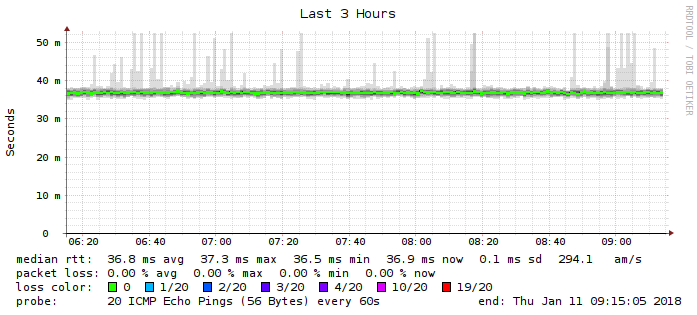 Last 3 Hours
RRDTOOL / TOBI OETIKER
Seconds
50 m
40 m
30 m
20 m
10 m
0
06:20 06:40 07:00 07:20 07:40 08:00 08:20 08:40 09:00
median rtt: 36.8 ms avg 37.3 ms max 36.5 ms min 36.9 ms now 0.1 ms sd 294.1 am/s
packet loss: 0.00 % avg 0.00 % max 0.00 % min 0.00 % now
loss color: 0 1/20 2/20 3/20 4/20 10/20 19/20
probe: 20 ICMP Echo Pings (56 Bytes) every 60s end: Thu Jan 11 09:15:05 2018